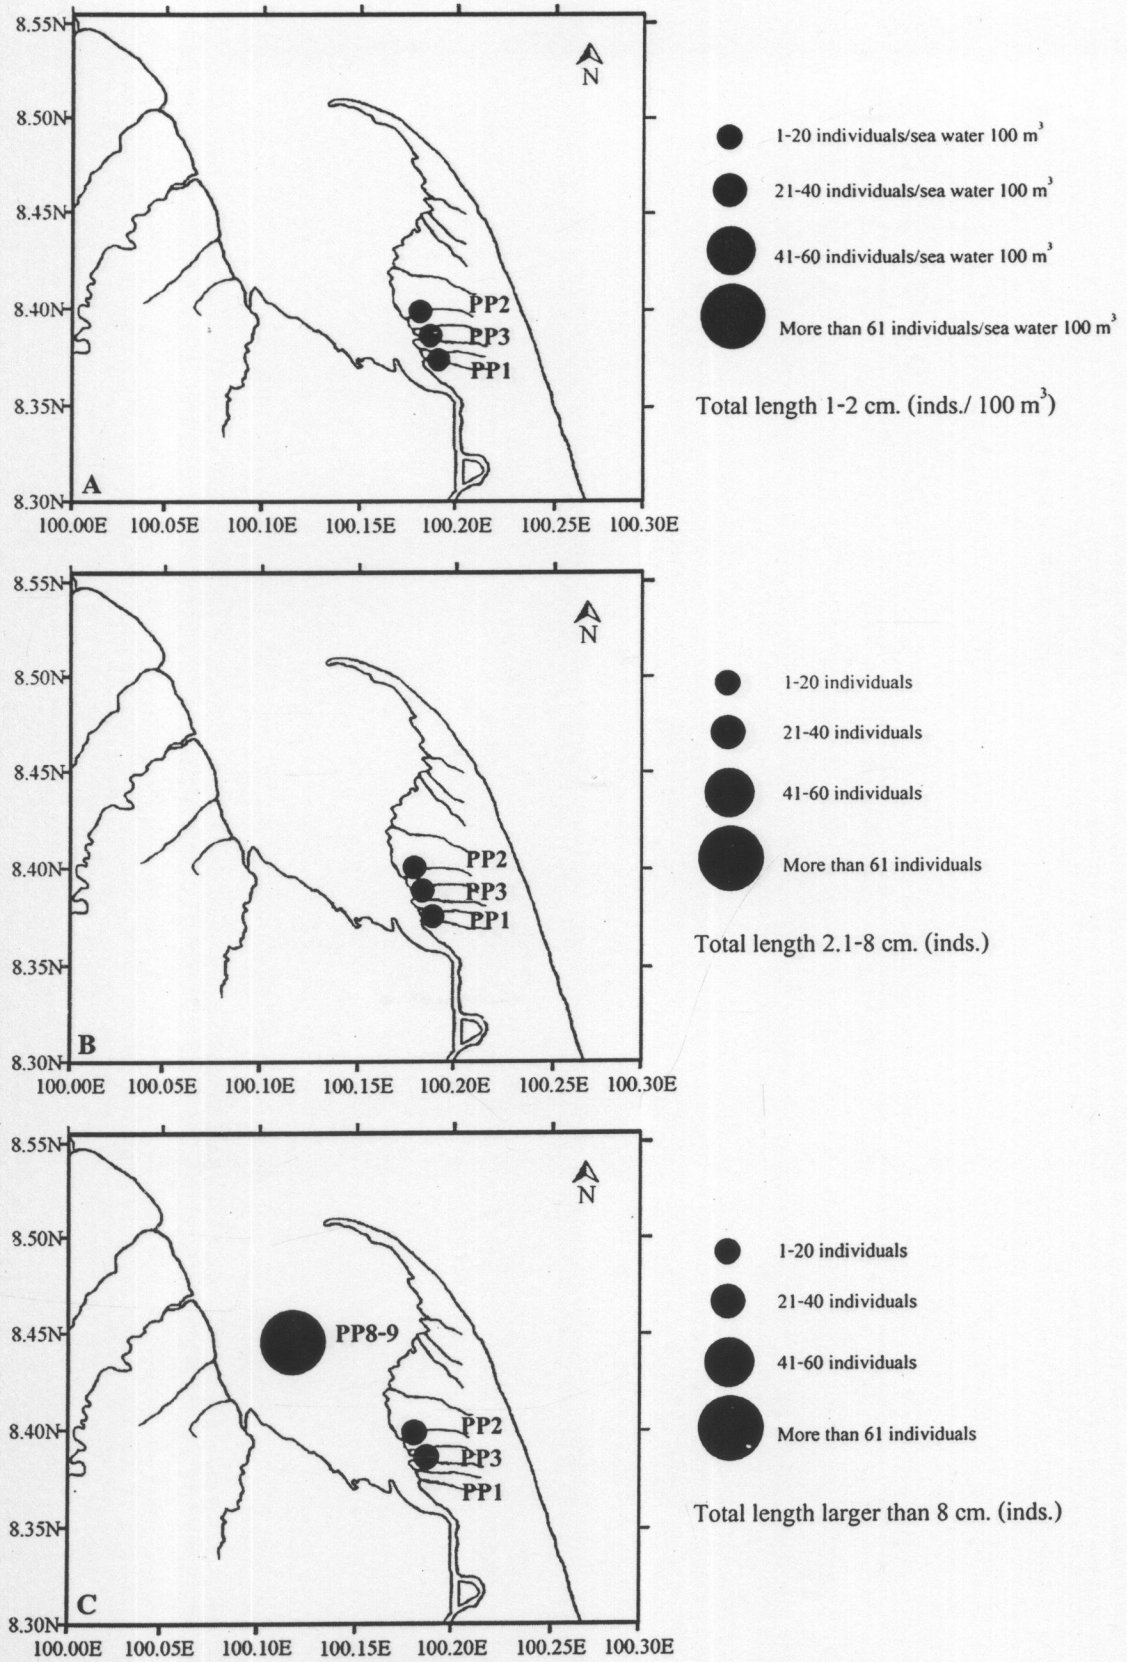 8.55N
N
8.50N
1-20 individuals/sea water 100 m³
21-40 individuals/sea water 100 m³
8.45N
41-60 individuals/sea water 100 m³
8.40N
PP2
More than 61 individuals/sea water 100 m³
PP3
PP1
8.35N
Total length 1-2 cm. (inds./ 100 m³)
A
8.30N
100.00E 100.05E 100.10E 100.15E 100.20E 100.25E 100.30E
8.55N
N
8.50N
1-20 individuals
21-40 individuals
8.45N
41-60 individuals
8.40N
PP2
More than 61 individuals
PP3
PP1
8.35N
Total length 2.1-8 cm. (inds.)
B
8.30N
100.00E 100.05E 100.10E 100.15E 100.20E 100.25E 100.30E
8.55N
N
8.50N
1-20 individuals
21-40 individuals
8.45N
PP8-9
41-60 individuals
8.40N
PP2
More than 61 individuals
PP3
PP1
8.35N
Total length larger than 8 cm. (inds.)
C
8.30N
100.00E 100.05E 100.10E 100.15E 100.20E 100.25E 100.30E